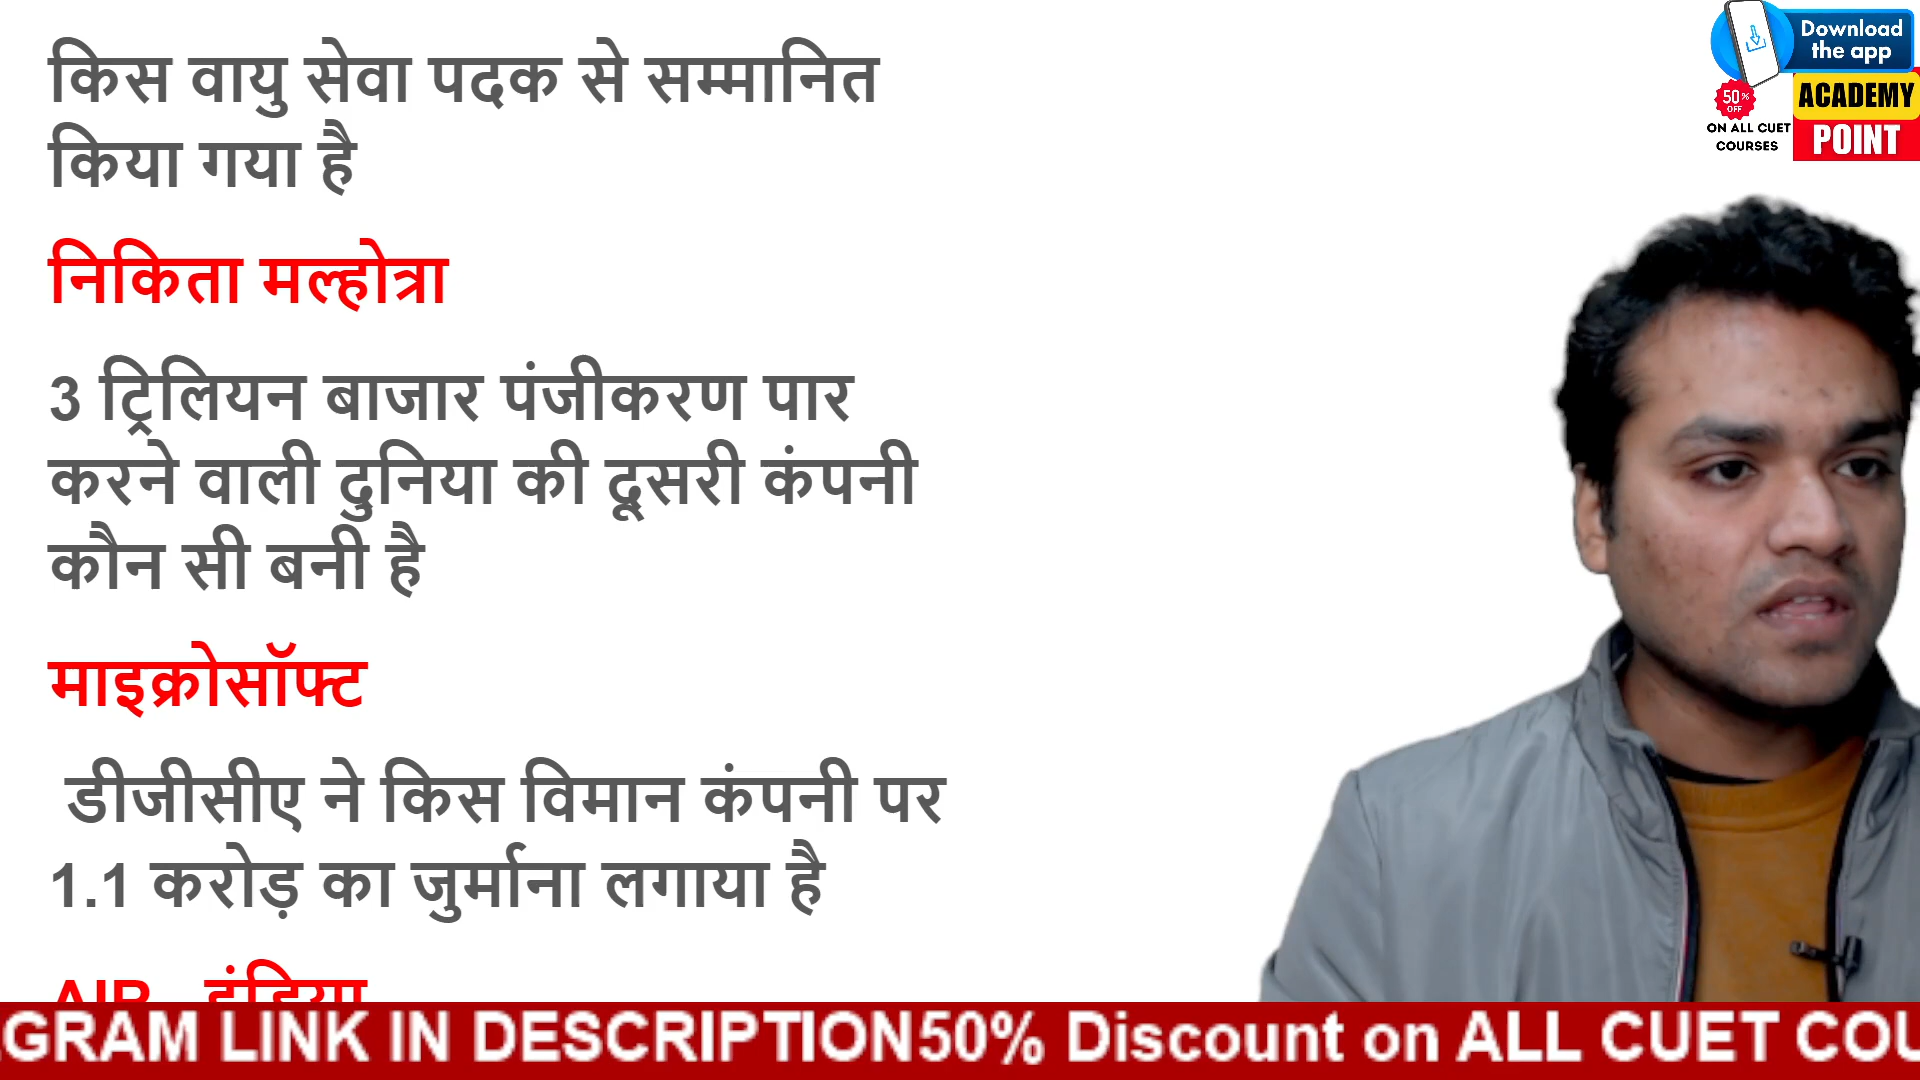 किस वायु सेवा पदक से सम्मानित
किया गया है
निकिता मल्होत्रा
3 ट्रिलियन बाजार पंजीकरण पार
करने वाली दुनिया की दूसरी कंपनी
कौन सी बनी है
माइक्रोसॉफ्ट
डीजीसीए ने किस विमान कंपनी पर
1.1 करोड़ का जुर्माना लगाया है
AIR इंडिया
Download
the app
50%
OFF
ON ALL CUET
COURSES
ACADEMY
POINT
GRAM LINK IN DESCRIPTION50% Discount on ALL CUET COU